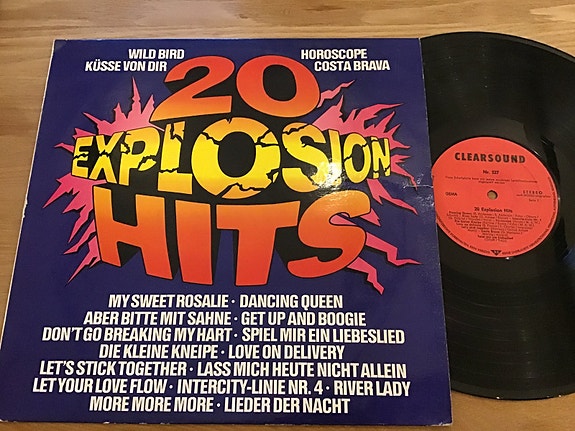 WILD BIRD
KÜSSE VON DIR
HOROSCOPE
COSTA BRAVA
20
EXPLOSION
HITS
MY SWEET ROSALIE · DANCING QUEEN
ABER BITTE MIT SAHNE · GET UP AND BOOGIE
DON'T GO BREAKING MY HART · SPIEL MIR EIN LIEBESLIED
DIE KLEINE KNEIPE · LOVE ON DELIVERY
LET'S STICK TOGETHER · LASS MICH HEUTE NICHT ALLEIN
LET YOUR LOVE FLOW · INTERCITY-LINIE NR. 4 · RIVER LADY
MORE MORE MORE · LIEDER DER NACHT
CLEARSOUND
Nr. 327
GEMA
STEREO
20 Explosion Hits